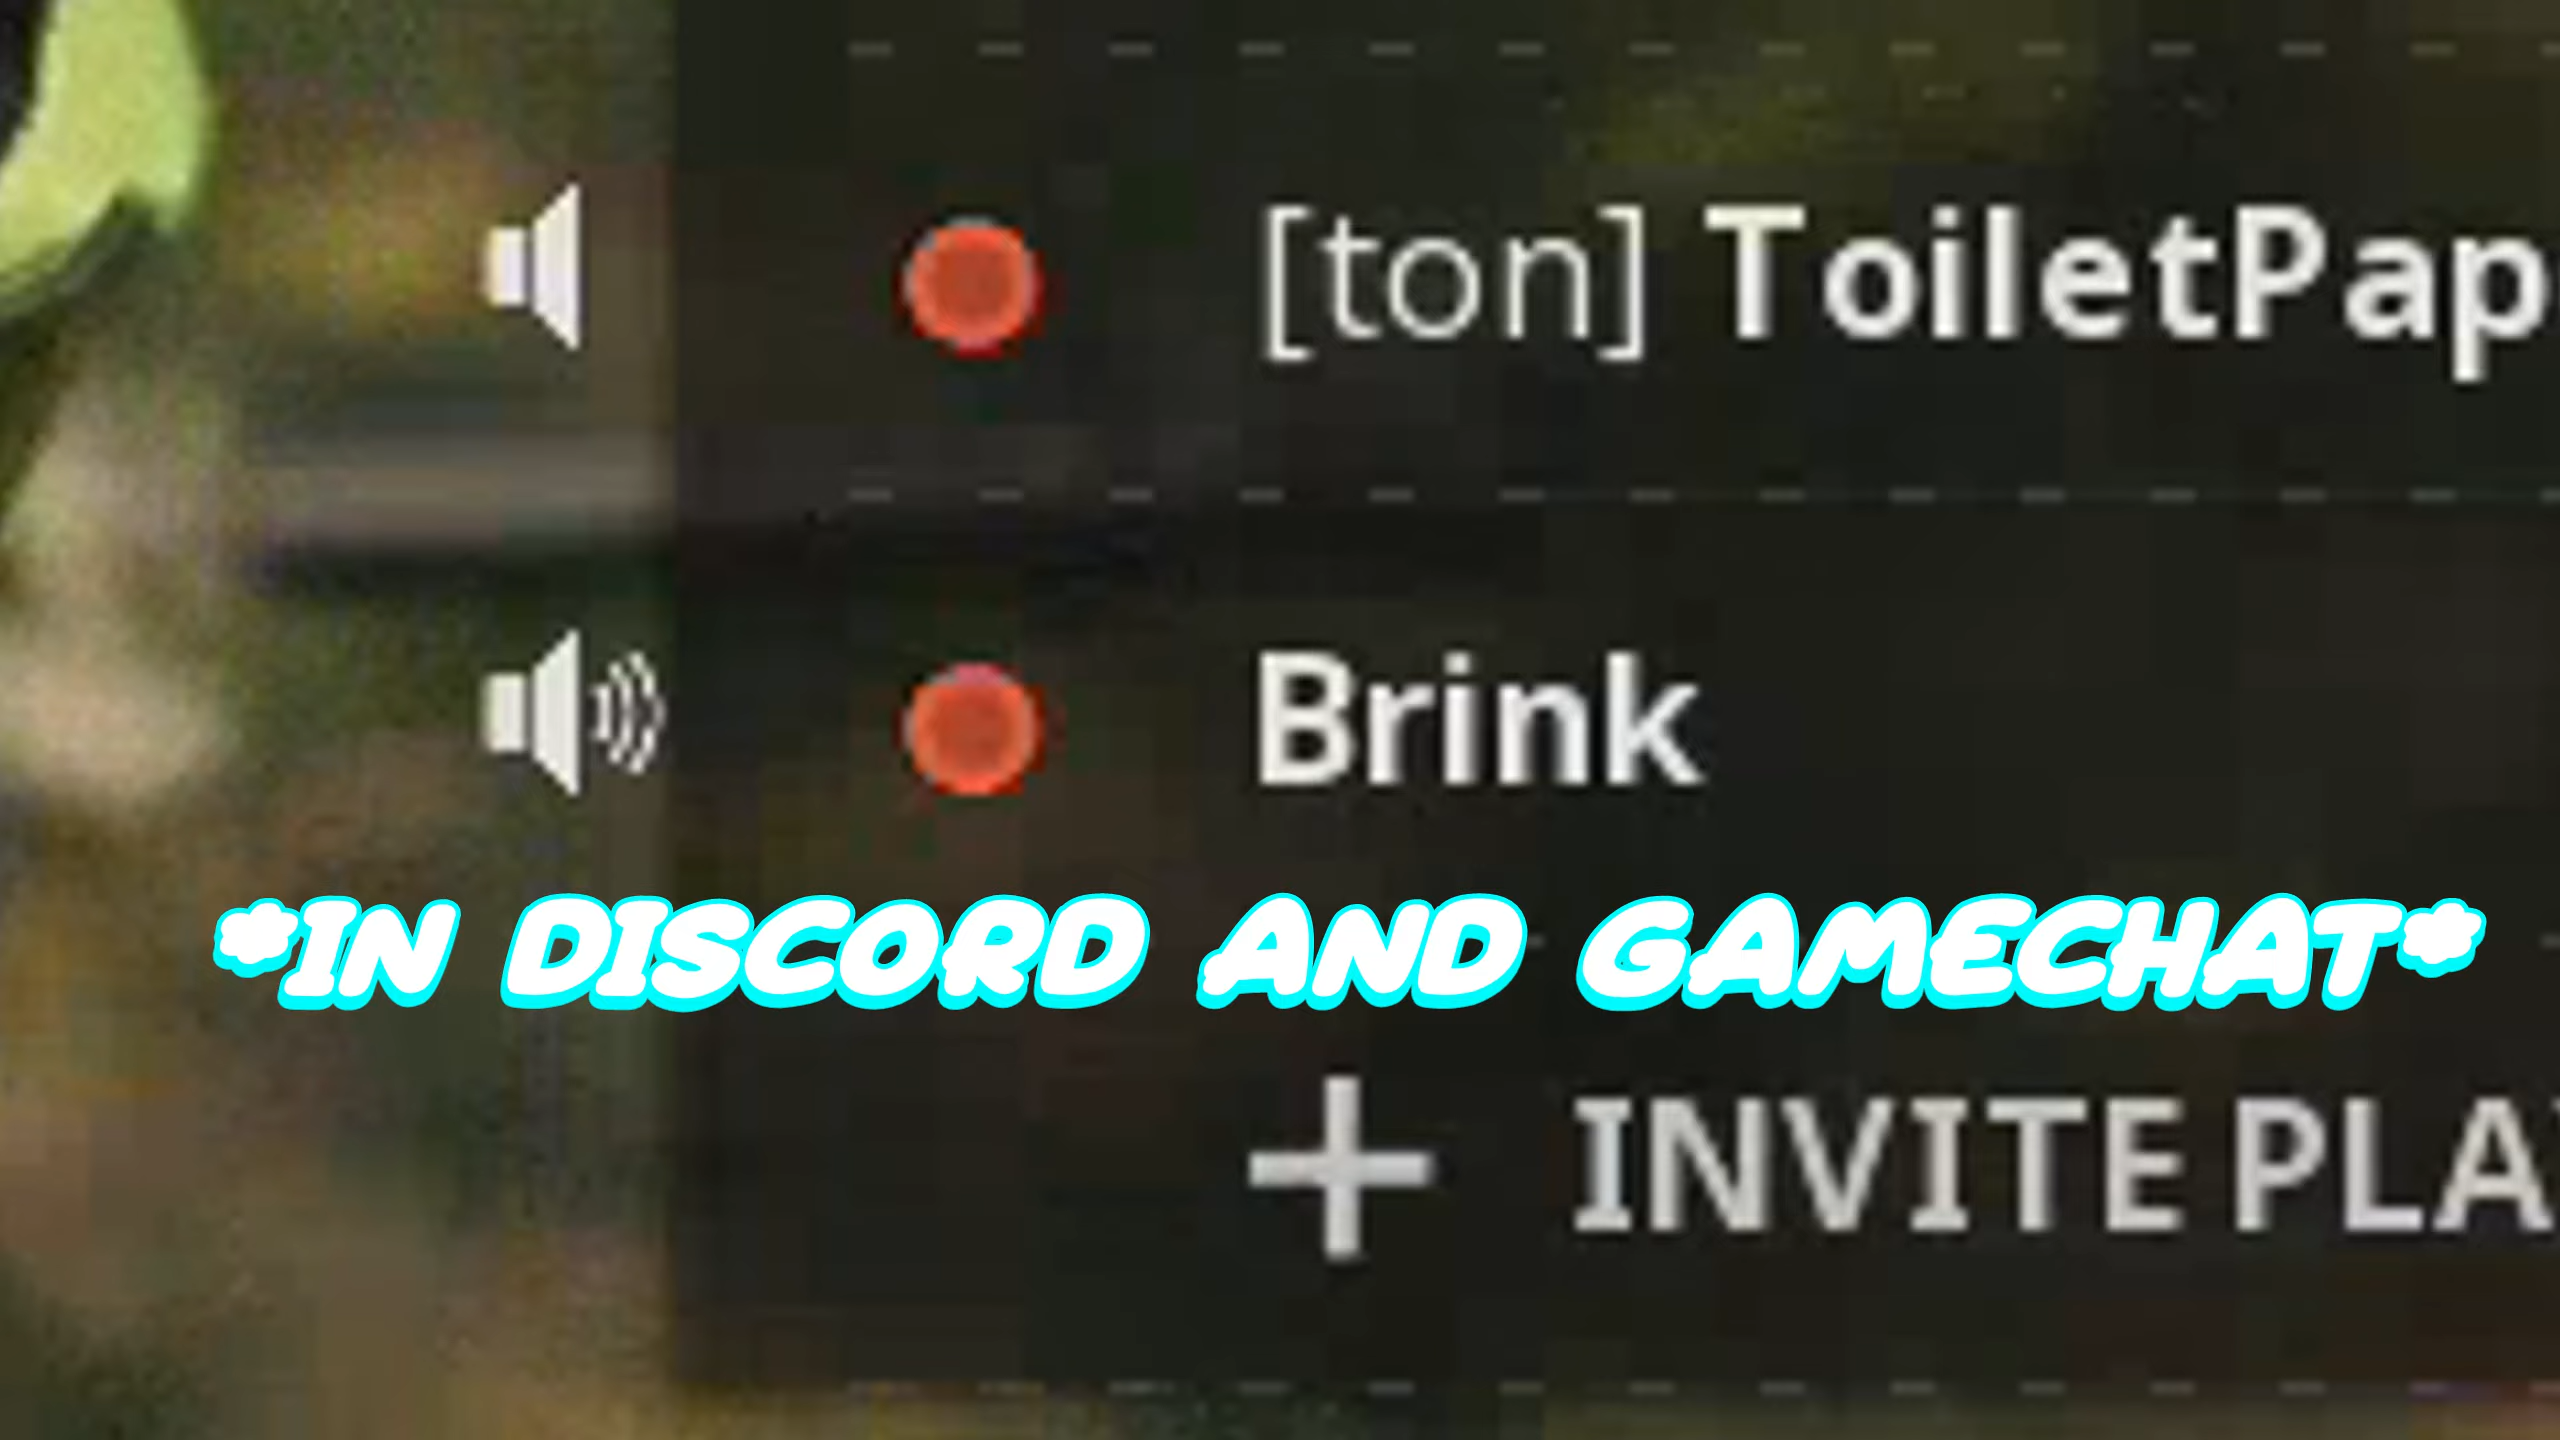 [ton] ToiletPap
Brink
*IN DISCORD AND GAMECHAT*
+ INVITE PLA